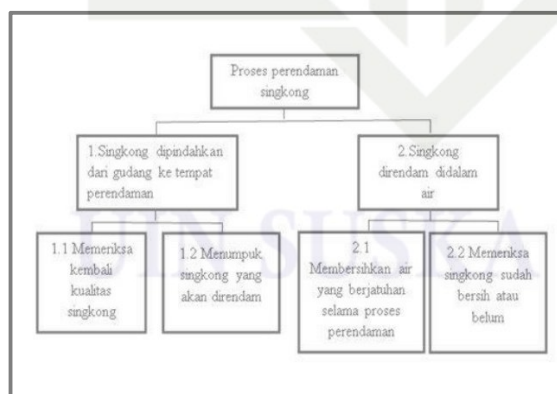 Proses perendaman
singkong
1.Singkong dipindahkan
dari gudang ke tempat
perendaman
2.Singkong
direndam didalam
air
1.1 Memeriksa
kembali
kualitas
singkong
1.2 Menumpuk
singkong yang
akan direndam
2.1
Membersihkan air
yang berjatuhan
selama proses
perendaman
2.2 Memeriksa
singkong sudah
bersih atau
belum
UIN SUSKA